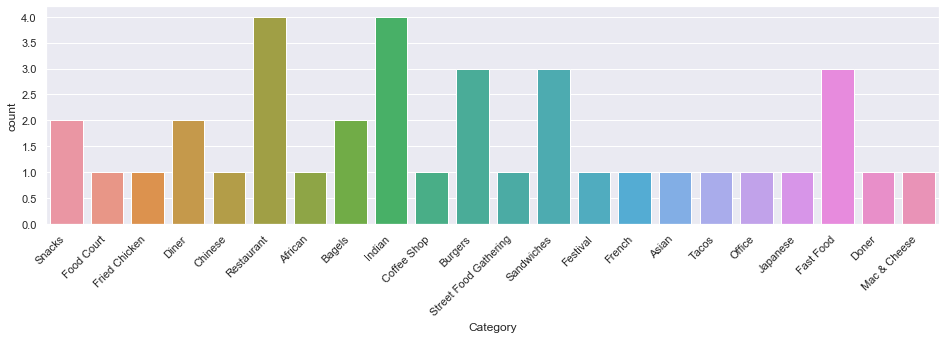 count
4.0
3.5
3.0
2.5
2.0
1.5
1.0
0.5
0.0
Snacks
Food Court
Fried Chicken
Diner
Chinese
Restaurant
African
Bagels
Indian
Coffee Shop
Burgers
Street Food Gathering
Sandwiches
Festival
French
Asian
Tacos
Office
Japanese
Fast Food
Doner
Mac & Cheese
Category